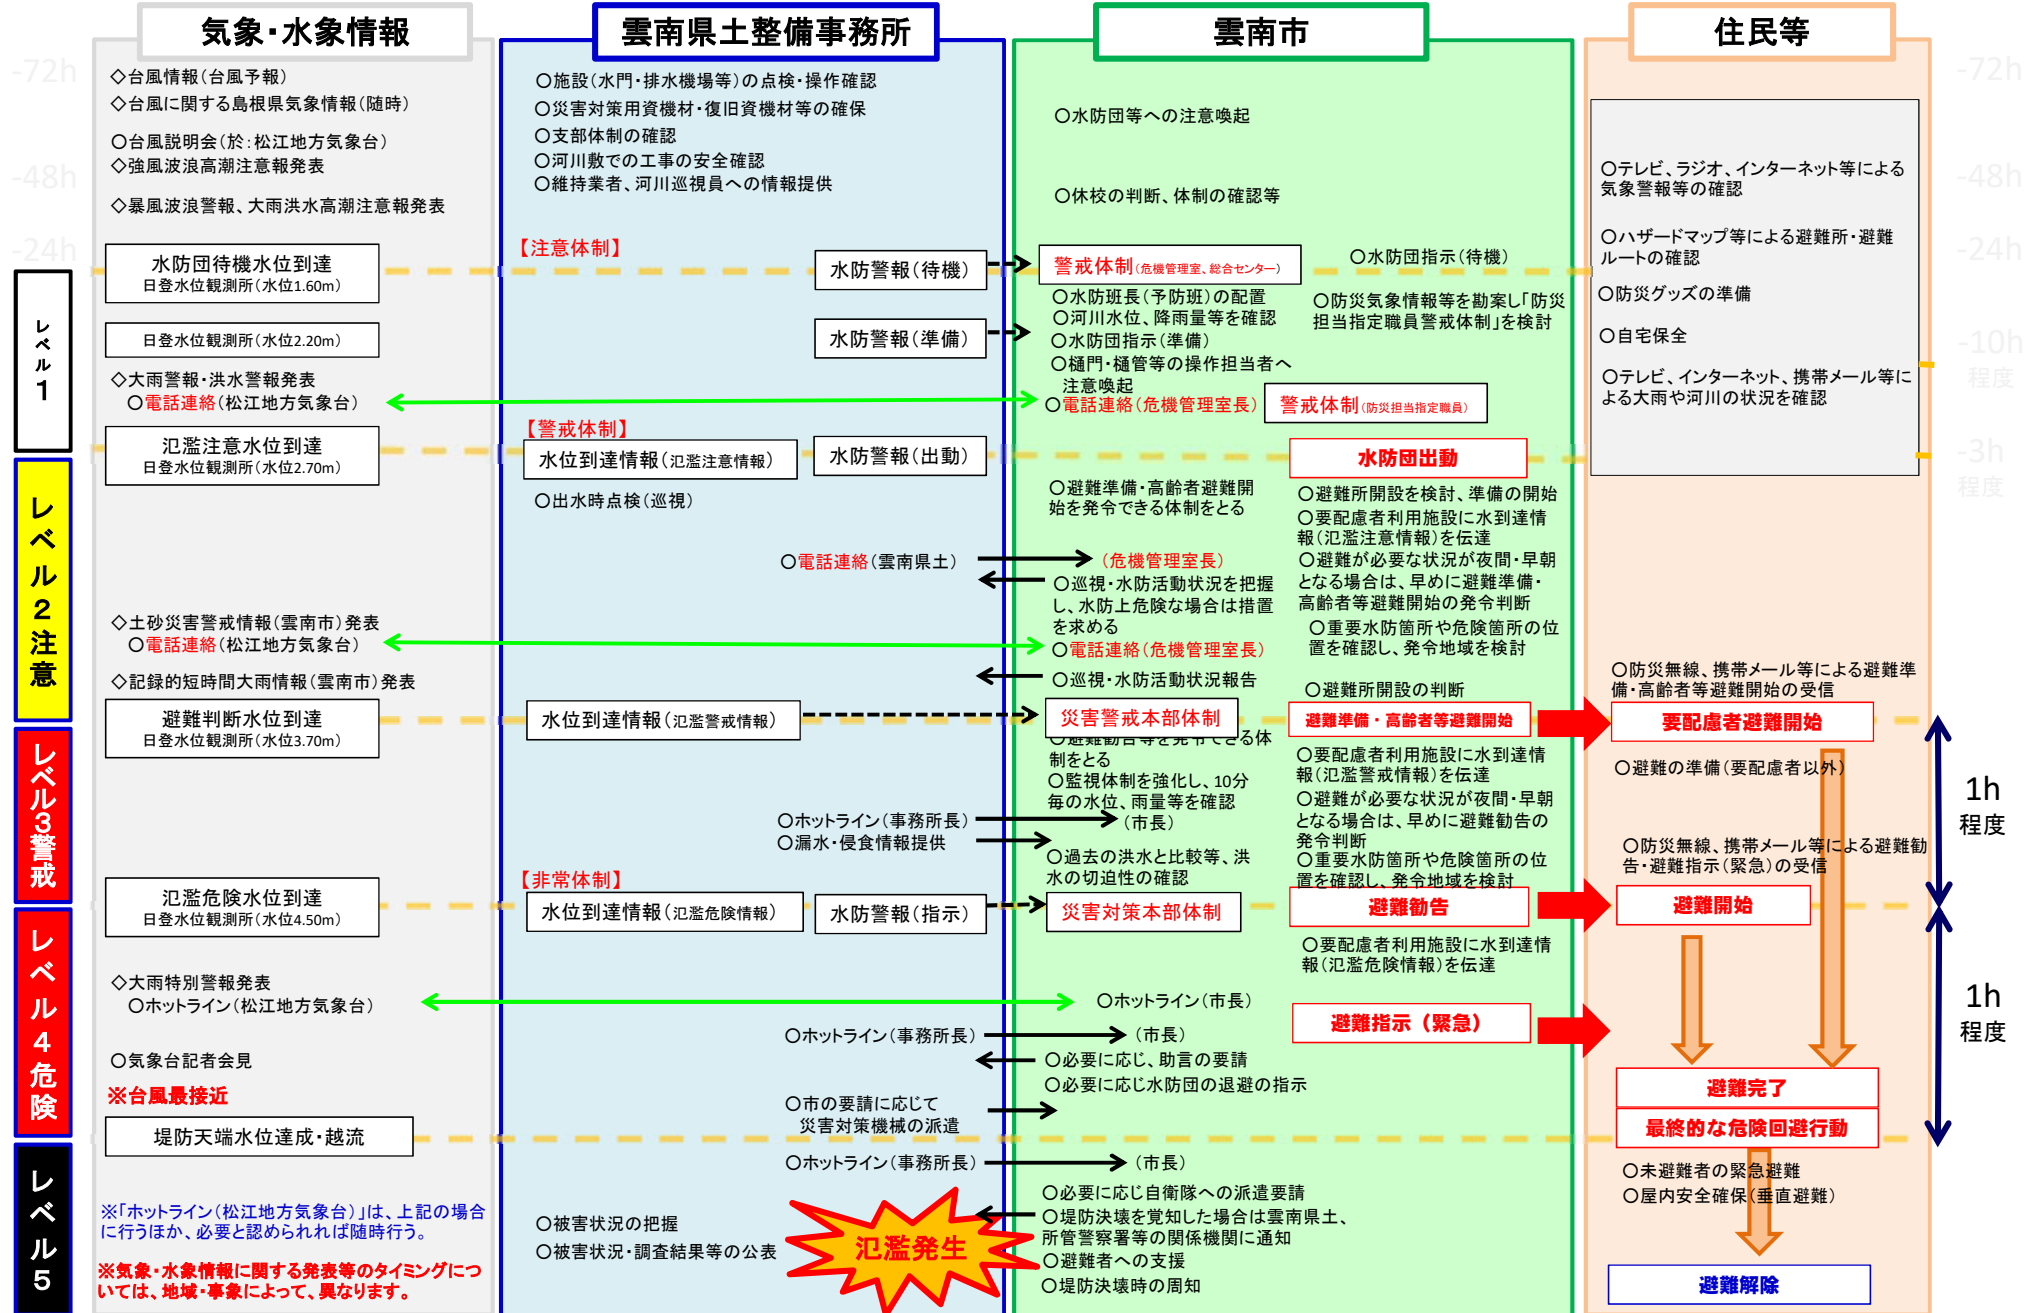 気象・水象情報
雲南県土整備事務所
雲南市
住民等
-72h
-48h
-24h
レベル1
レベル2注意
レベル3警戒
レベル4危険
レベル5
◇台風情報(台風予報)
◇台風に関する島根県気象情報(随時)
○台風説明会(於:松江地方気象台)
◇強風波浪高潮注意報発表
◇暴風波浪警報、大雨洪水高潮注意報発表
水防団待機水位到達
日登水位観測所(水位1.60m)
日登水位観測所(水位2.20m)
◇大雨警報・洪水警報発表
○電話連絡(松江地方気象台)
氾濫注意水位到達
日登水位観測所(水位2.70m)
◇土砂災害警戒情報(雲南市)発表
○電話連絡(松江地方気象台)
◇記録的短時間大雨情報(雲南市)発表
避難判断水位到達
日登水位観測所(水位3.70m)
氾濫危険水位到達
日登水位観測所(水位4.50m)
◇大雨特別警報発表
○ホットライン(松江地方気象台)
○気象台記者会見
※台風最接近
堤防天端水位達成・越流
※「ホットライン(松江地方気象台)」は、上記の場合
に行うほか、必要と認められれば随時行う。
※気象・水象情報に関する発表等のタイミングにつ
いては、地域・事象によって、異なります。
○施設(水門・排水機場等)の点検・操作確認
○災害対策用資機材・復旧資機材等の確保
○支部体制の確認
○河川敷での工事の安全確認
○維持業者、河川巡視員への情報提供
【注意体制】
水防警報(待機)
水防警報(準備)
【警戒体制】
水位到達情報(氾濫注意情報)
水防警報(出動)
○出水時点検(巡視)
○電話連絡(雲南県土)
水位到達情報(氾濫警戒情報)
○ホットライン(事務所長)
○漏水・侵食情報提供
【非常体制】
水位到達情報(氾濫危険情報)
水防警報(指示)
○ホットライン(事務所長)
○市の要請に応じて
災害対策機械の派遣
○ホットライン(事務所長)
○被害状況の把握
○被害状況・調査結果等の公表
氾濫発生
○水防団等への注意喚起
○休校の判断、体制の確認等
警戒体制(危機管理室、総合センター)
○水防団指示(待機)
○水防班長(予防班)の配置
○河川水位、降雨量等を確認
○水防団指示(準備)
○樋門・樋管等の操作担当者へ
注意喚起
○電話連絡(危機管理室長)
○防災気象情報等を勘案し「防災
担当指定職員警戒体制」を検討
警戒体制(防災担当指定職員)
水防団出動
○避難準備・高齢者避難開
始を発令できる体制をとる
(危機管理室長)
○巡視・水防活動状況を把握
し、水防上危険な場合は措置
を求める
○電話連絡(危機管理室長)
○巡視・水防活動状況報告
○避難所開設を検討、準備の開始
○要配慮者利用施設に水到達情
報(氾濫注意情報)を伝達
○避難が必要な状況が夜間・早朝
となる場合は、早めに避難準備・
高齢者等避難開始の発令判断
○重要水防箇所や危険箇所の位
置を確認し、発令地域を検討
○避難所開設の判断
災害警戒本部体制
避難準備・高齢者等避難開始
○避難勧告等を発令できる体
制をとる
○監視体制を強化し、10分
毎の水位、雨量等を確認
(市長)
○過去の洪水と比較等、洪
水の切迫性の確認
○要配慮者利用施設に水到達情
報(氾濫警戒情報)を伝達
○避難が必要な状況が夜間・早朝
となる場合は、早めに避難勧告の
発令判断
○重要水防箇所や危険箇所の位
置を確認し、発令地域を検討
災害対策本部体制
避難勧告
○要配慮者利用施設に水到達情
報(氾濫危険情報)を伝達
○ホットライン(市長)
避難指示(緊急)
(市長)
○必要に応じ、助言の要請
○必要に応じ水防団の退避の指示
(市長)
○必要に応じ自衛隊への派遣要請
○堤防決壊を覚知した場合は雲南県土、
所管警察署等の関係機関に通知
○避難者への支援
○堤防決壊時の周知
○テレビ、ラジオ、インターネット等による
気象警報等の確認
○ハザードマップ等による避難所・避難
ルートの確認
○防災グッズの準備
○自宅保全
○テレビ、インターネット、携帯メール等に
よる大雨や河川の状況を確認
○防災無線、携帯メール等による避難準
備・高齢者等避難開始の受信
要配慮者避難開始
○避難の準備(要配慮者以外)
○防災無線、携帯メール等による避難勧
告・避難指示(緊急)の受信
避難開始
避難完了
最終的な危険回避行動
○未避難者の緊急避難
○屋内安全確保(垂直避難)
避難解除
-72h
-48h
-24h
-10h
程度
-3h
程度
1h
程度
1h
程度